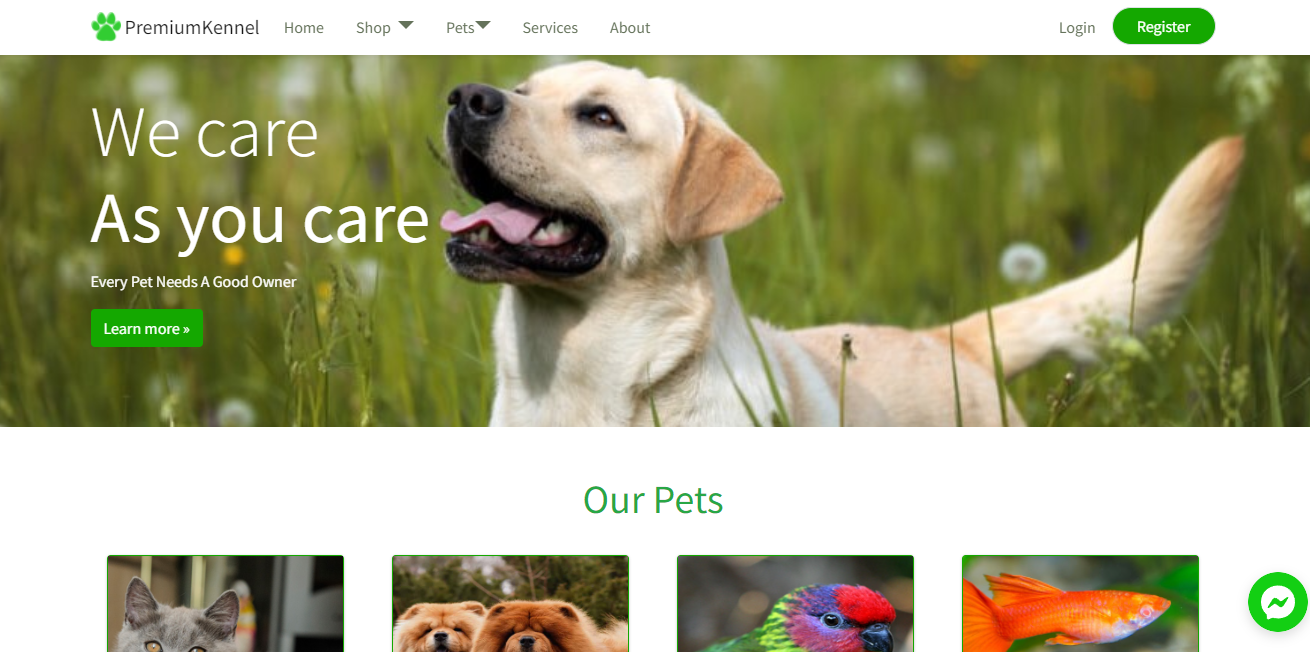 PremiumKennel Home Shop Pets Services About Login Register
We care
As you care
Every Pet Needs A Good Owner
Learn more »
Our Pets